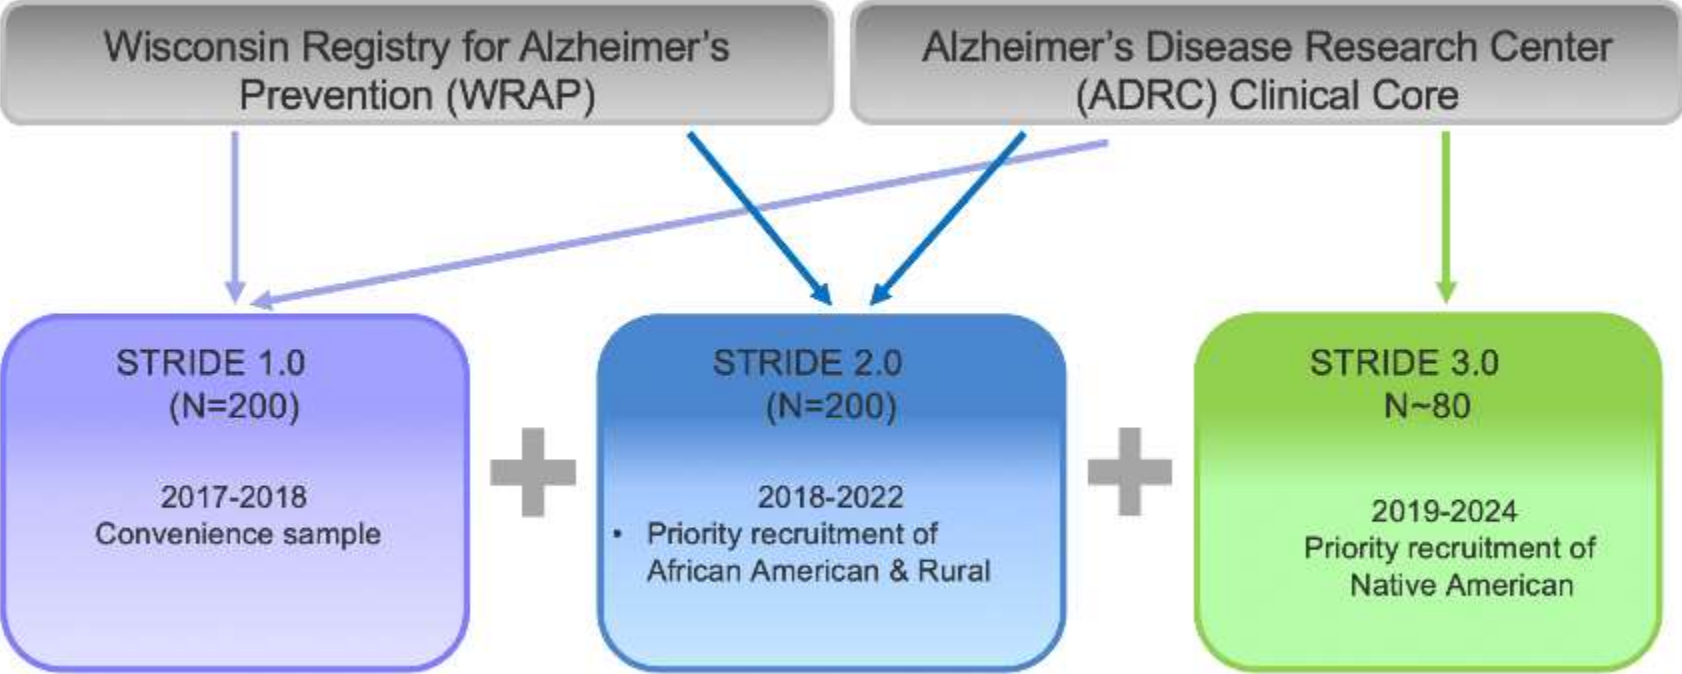 Wisconsin Registry for Alzheimer's
Prevention (WRAP)
Alzheimer's Disease Research Center
(ADRC) Clinical Core
STRIDE 1.0
(N=200)
2017-2018
Convenience sample
STRIDE 2.0
(N=200)
2018-2022
• Priority recruitment of
African American & Rural
STRIDE 3.0
N~80
2019-2024
Priority recruitment of
Native American